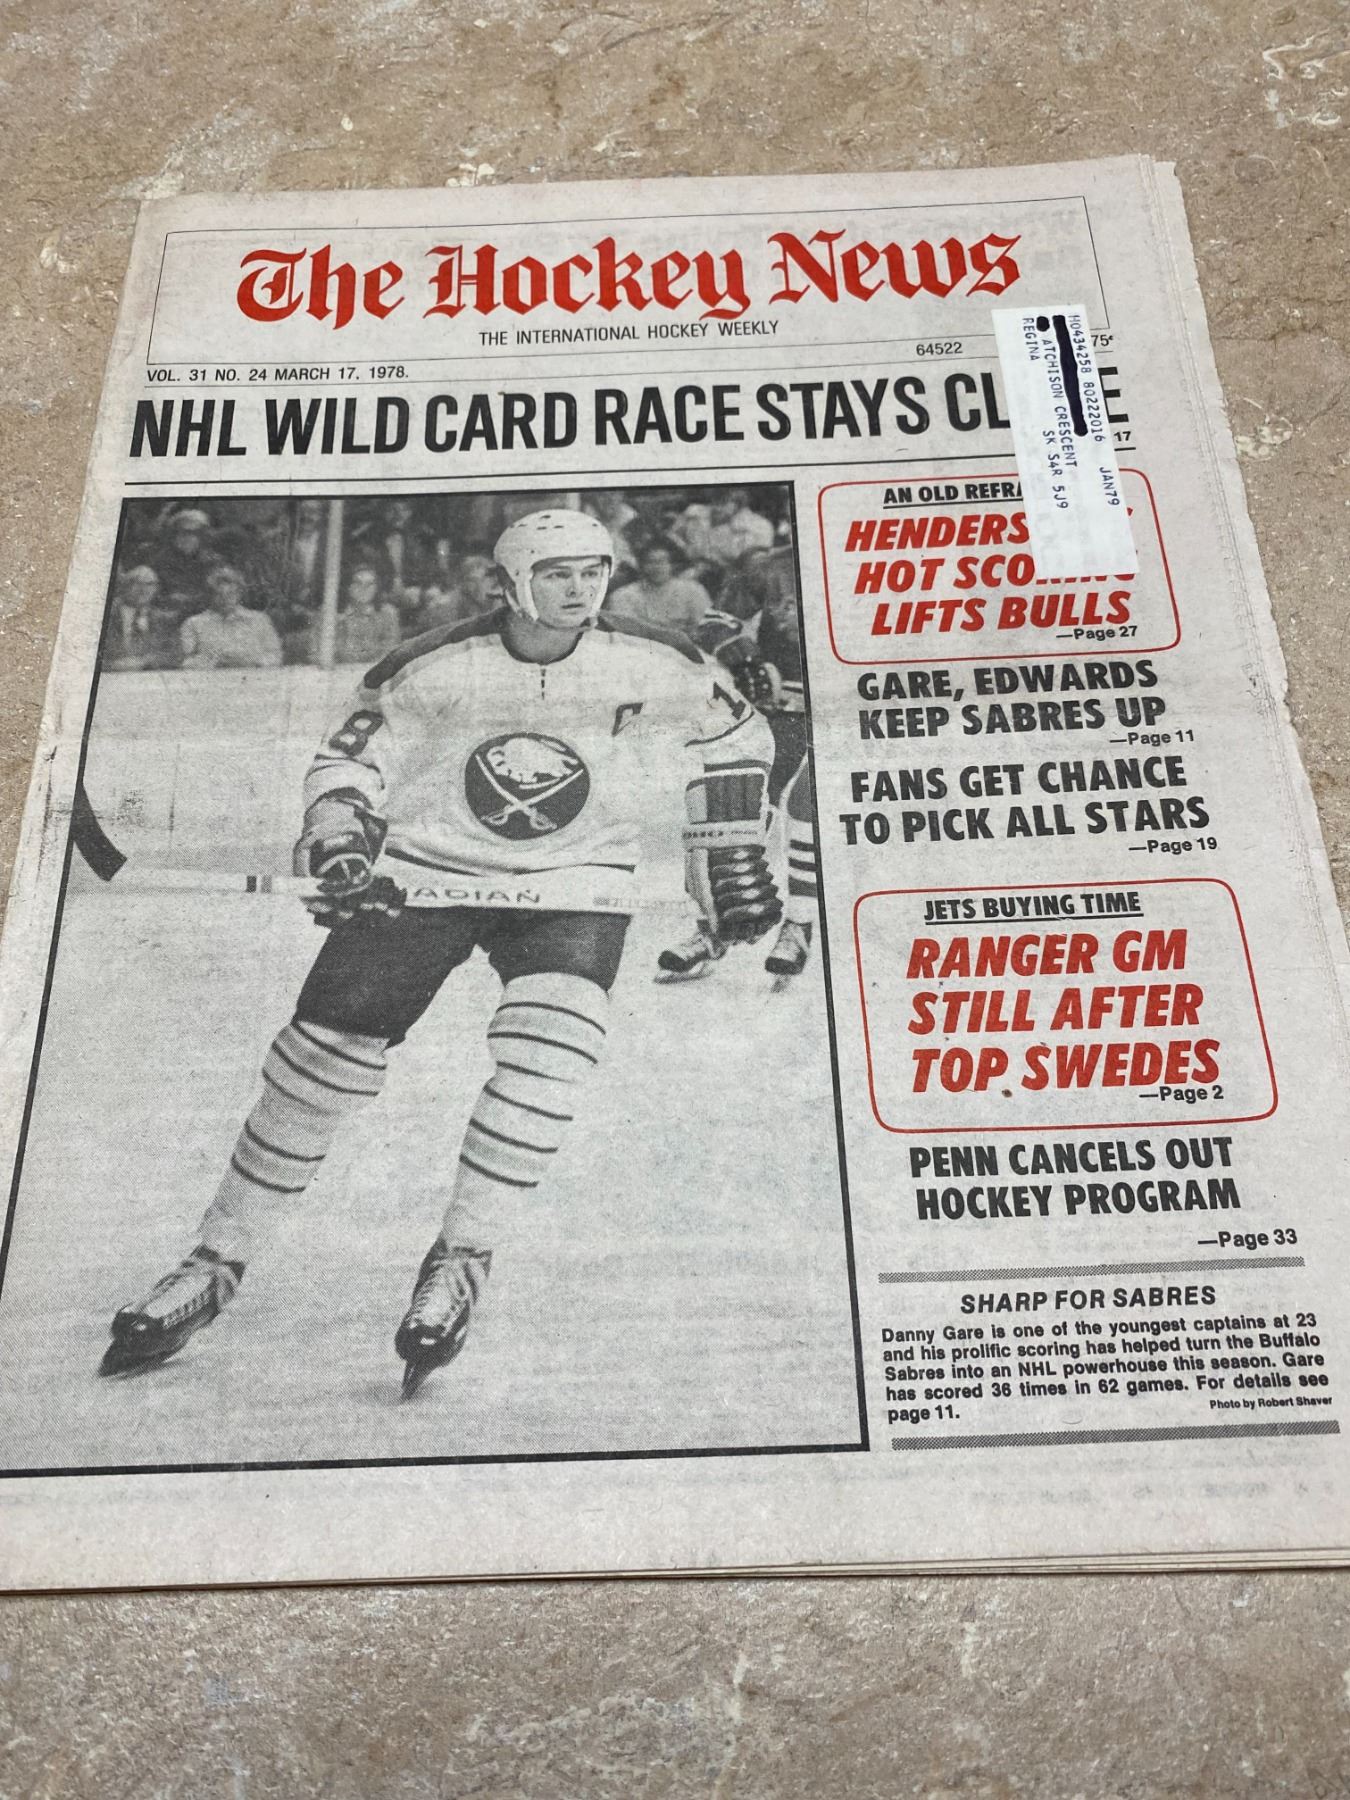 The Hockey News
THE INTERNATIONAL HOCKEY WEEKLY
64522
75¢
VOL. 31 NO. 24 MARCH 17, 1978.
NHL WILD CARD RACE STAYS CL E
17
H0434258 80222016 JAN79
ATCHISON CRESCENT
REGINA SK S4R 5J9
AN OLD REFRA
HENDERS
HOT SCO
LIFTS BULLS
—Page 27
GARE, EDWARDS
KEEP SABRES UP
—Page 11
FANS GET CHANCE
TO PICK ALL STARS
—Page 19
JETS BUYING TIME
RANGER GM
STILL AFTER
TOP SWEDES
—Page 2
PENN CANCELS OUT
HOCKEY PROGRAM
—Page 33
SHARP FOR SABRES
Danny Gare is one of the youngest captains at 23
and his prolific scoring has helped turn the Buffalo
Sabres into an NHL powerhouse this season. Gare
has scored 36 times in 62 games. For details see
page 11.
Photo by Robert Shaver
8
C
1
ADIAN